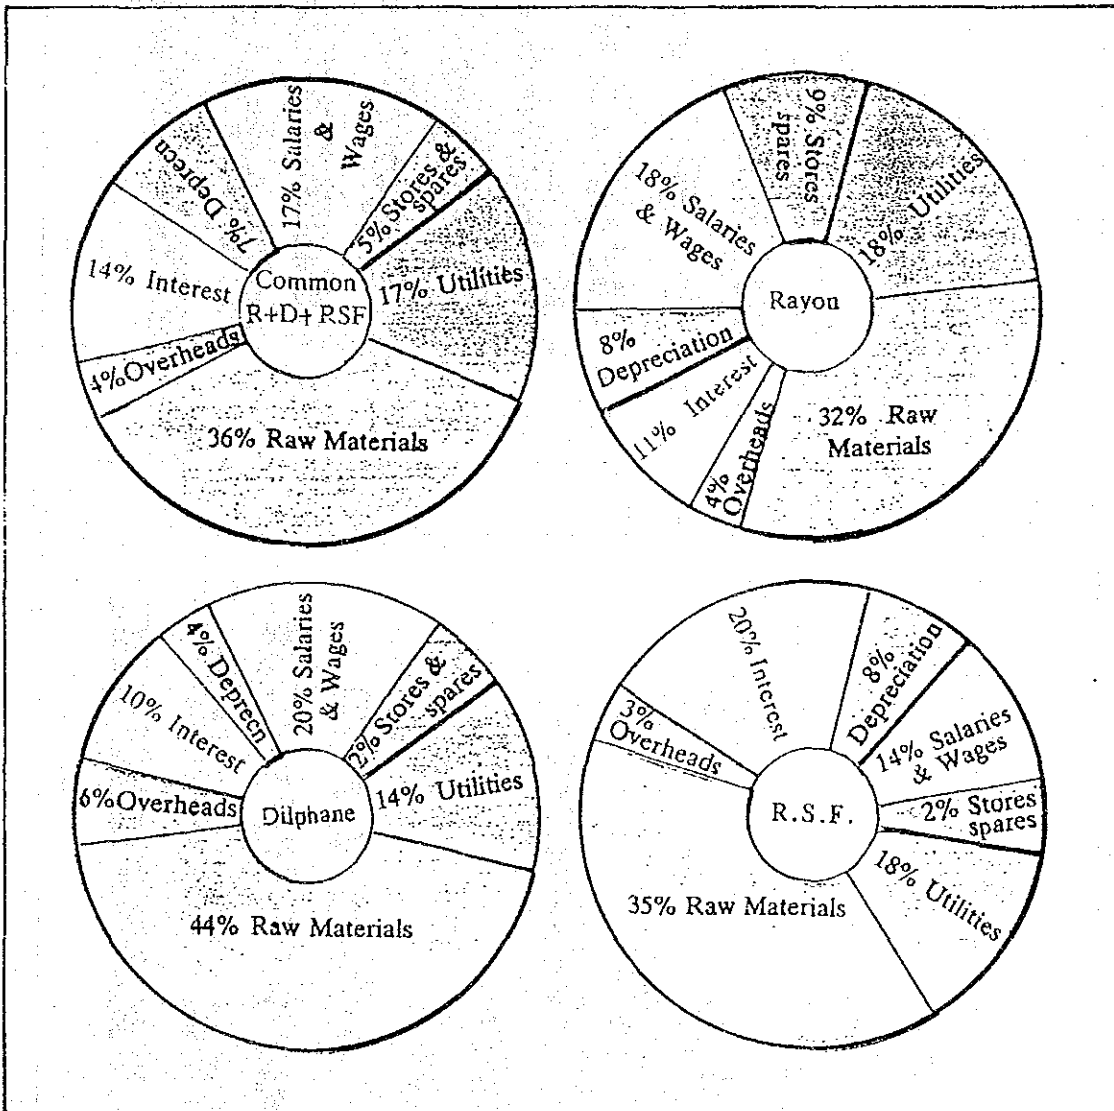 17% Salaries
&
Wages
5% Stores &
spares
17% Utilities
36% Raw Materials
4% Overheads
14% Interest
7% Deprecn
Common
R+D+ RSF
9% Stores
spares
18% Utilities
32% Raw
Materials
4%
Overheads
11% Interest
8%
Depreciation
18% Salaries
& Wages
Rayon
20% Salaries
& Wages
2% Stores &
spares
14% Utilities
44% Raw Materials
6% Overheads
10% Interest
4% Deprecn
Dilphane
20% Interest
8%
Depreciation
14% Salaries
& Wages
2% Stores
spares
18% Utilities
35% Raw Materials
3%
Overheads
R.S.F.